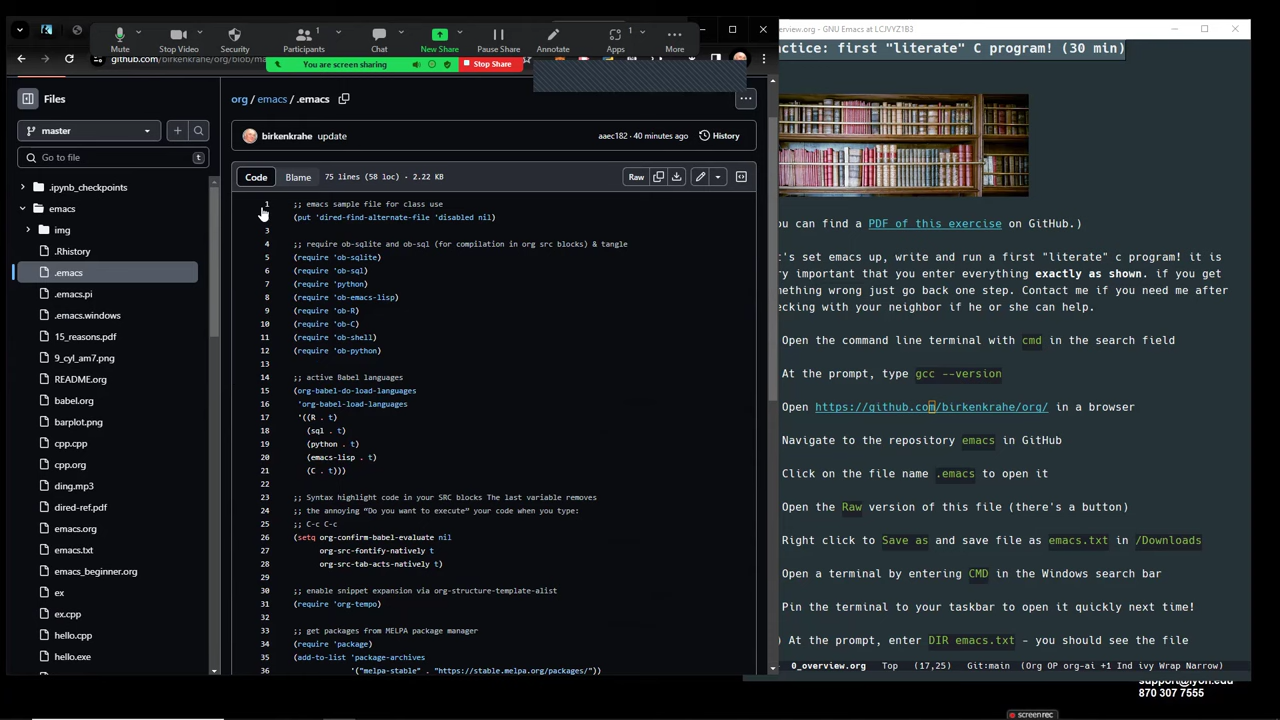 Mute
Stop Video
Security
Participants
1
Chat
New Share
Pause Share
Annotate
Apps
More
You are screen sharing
Stop Share
github.com/birkenkrahe/org/blob/ma
Files
master
Go to file
t
.ipynb_checkpoints
emacs
img
.Rhistory
.emacs
.emacs.pi
.emacs.windows
15_reasons.pdf
9_cyl_am7.png
README.org
babel.org
barplot.png
cpp.cpp
cpp.org
ding.mp3
dired-ref.pdf
emacs.org
emacs.txt
emacs_beginner.org
ex
ex.cpp
hello.cpp
hello.exe
org / emacs / .emacs
birkenkrahe update
aaec182 · 40 minutes ago
History
Code
Blame
75 lines (58 loc) · 2.22 KB
Raw
1 ;; emacs sample file for class use
(put 'dired-find-alternate-file 'disabled nil)
3
4 ;; require ob-sqlite and ob-sql (for compilation in org src blocks) & tangle
5 (require 'ob-sqlite)
6 (require 'ob-sql)
7 (require 'python)
8 (require 'ob-emacs-lisp)
9 (require 'ob-R)
10 (require 'ob-C)
11 (require 'ob-shell)
12 (require 'ob-python)
13
14 ;; active Babel languages
15 (org-babel-do-load-languages
16 'org-babel-load-languages
17 '((R . t)
18 (sql . t)
19 (python . t)
20 (emacs-lisp . t)
21 (C . t)))
22
23 ;; Syntax highlight code in your SRC blocks The last variable removes
24 ;; the annoying “Do you want to execute” your code when you type:
25 ;; C-c C-c
26 (setq org-confirm-babel-evaluate nil
27 org-src-fontify-natively t
28 org-src-tab-acts-natively t)
29
30 ;; enable snippet expansion via org-structure-template-alist
31 (require 'org-tempo)
32
33 ;; get packages from MELPA package manager
34 (require 'package)
35 (add-to-list 'package-archives
'("melpa-stable" . "https://stable.melpa.org/packages/"))
verview.org - GNU Emacs at LCJVYZ1B3
actice: first "literate" C program! (30 min)
ou can find a PDF of this exercise on GitHub.)
t's set emacs up, write and run a first "literate" c program! it is
ry important that you enter everything exactly as shown. if you get
mething wrong just go back one step. Contact me if you need me after
ecking with your neighbor if he or she can help.
Open the command line terminal with cmd in the search field
At the prompt, type gcc --version
Open https://github.com/birkenkrahe/org/ in a browser
Navigate to the repository emacs in GitHub
Click on the file name .emacs to open it
Open the Raw version of this file (there's a button)
Right click to Save as and save file as emacs.txt in /Downloads
Open a terminal by entering CMD in the Windows search bar
Pin the terminal to your taskbar to open it quickly next time!
) At the prompt, enter DIR emacs.txt - you should see the file
0_overview.org Top (17,25) Git:main (Org OP org-ai +1 Ind ivy Wrap Narrow)
support@lyon.edu
870 307 7555
screenrec